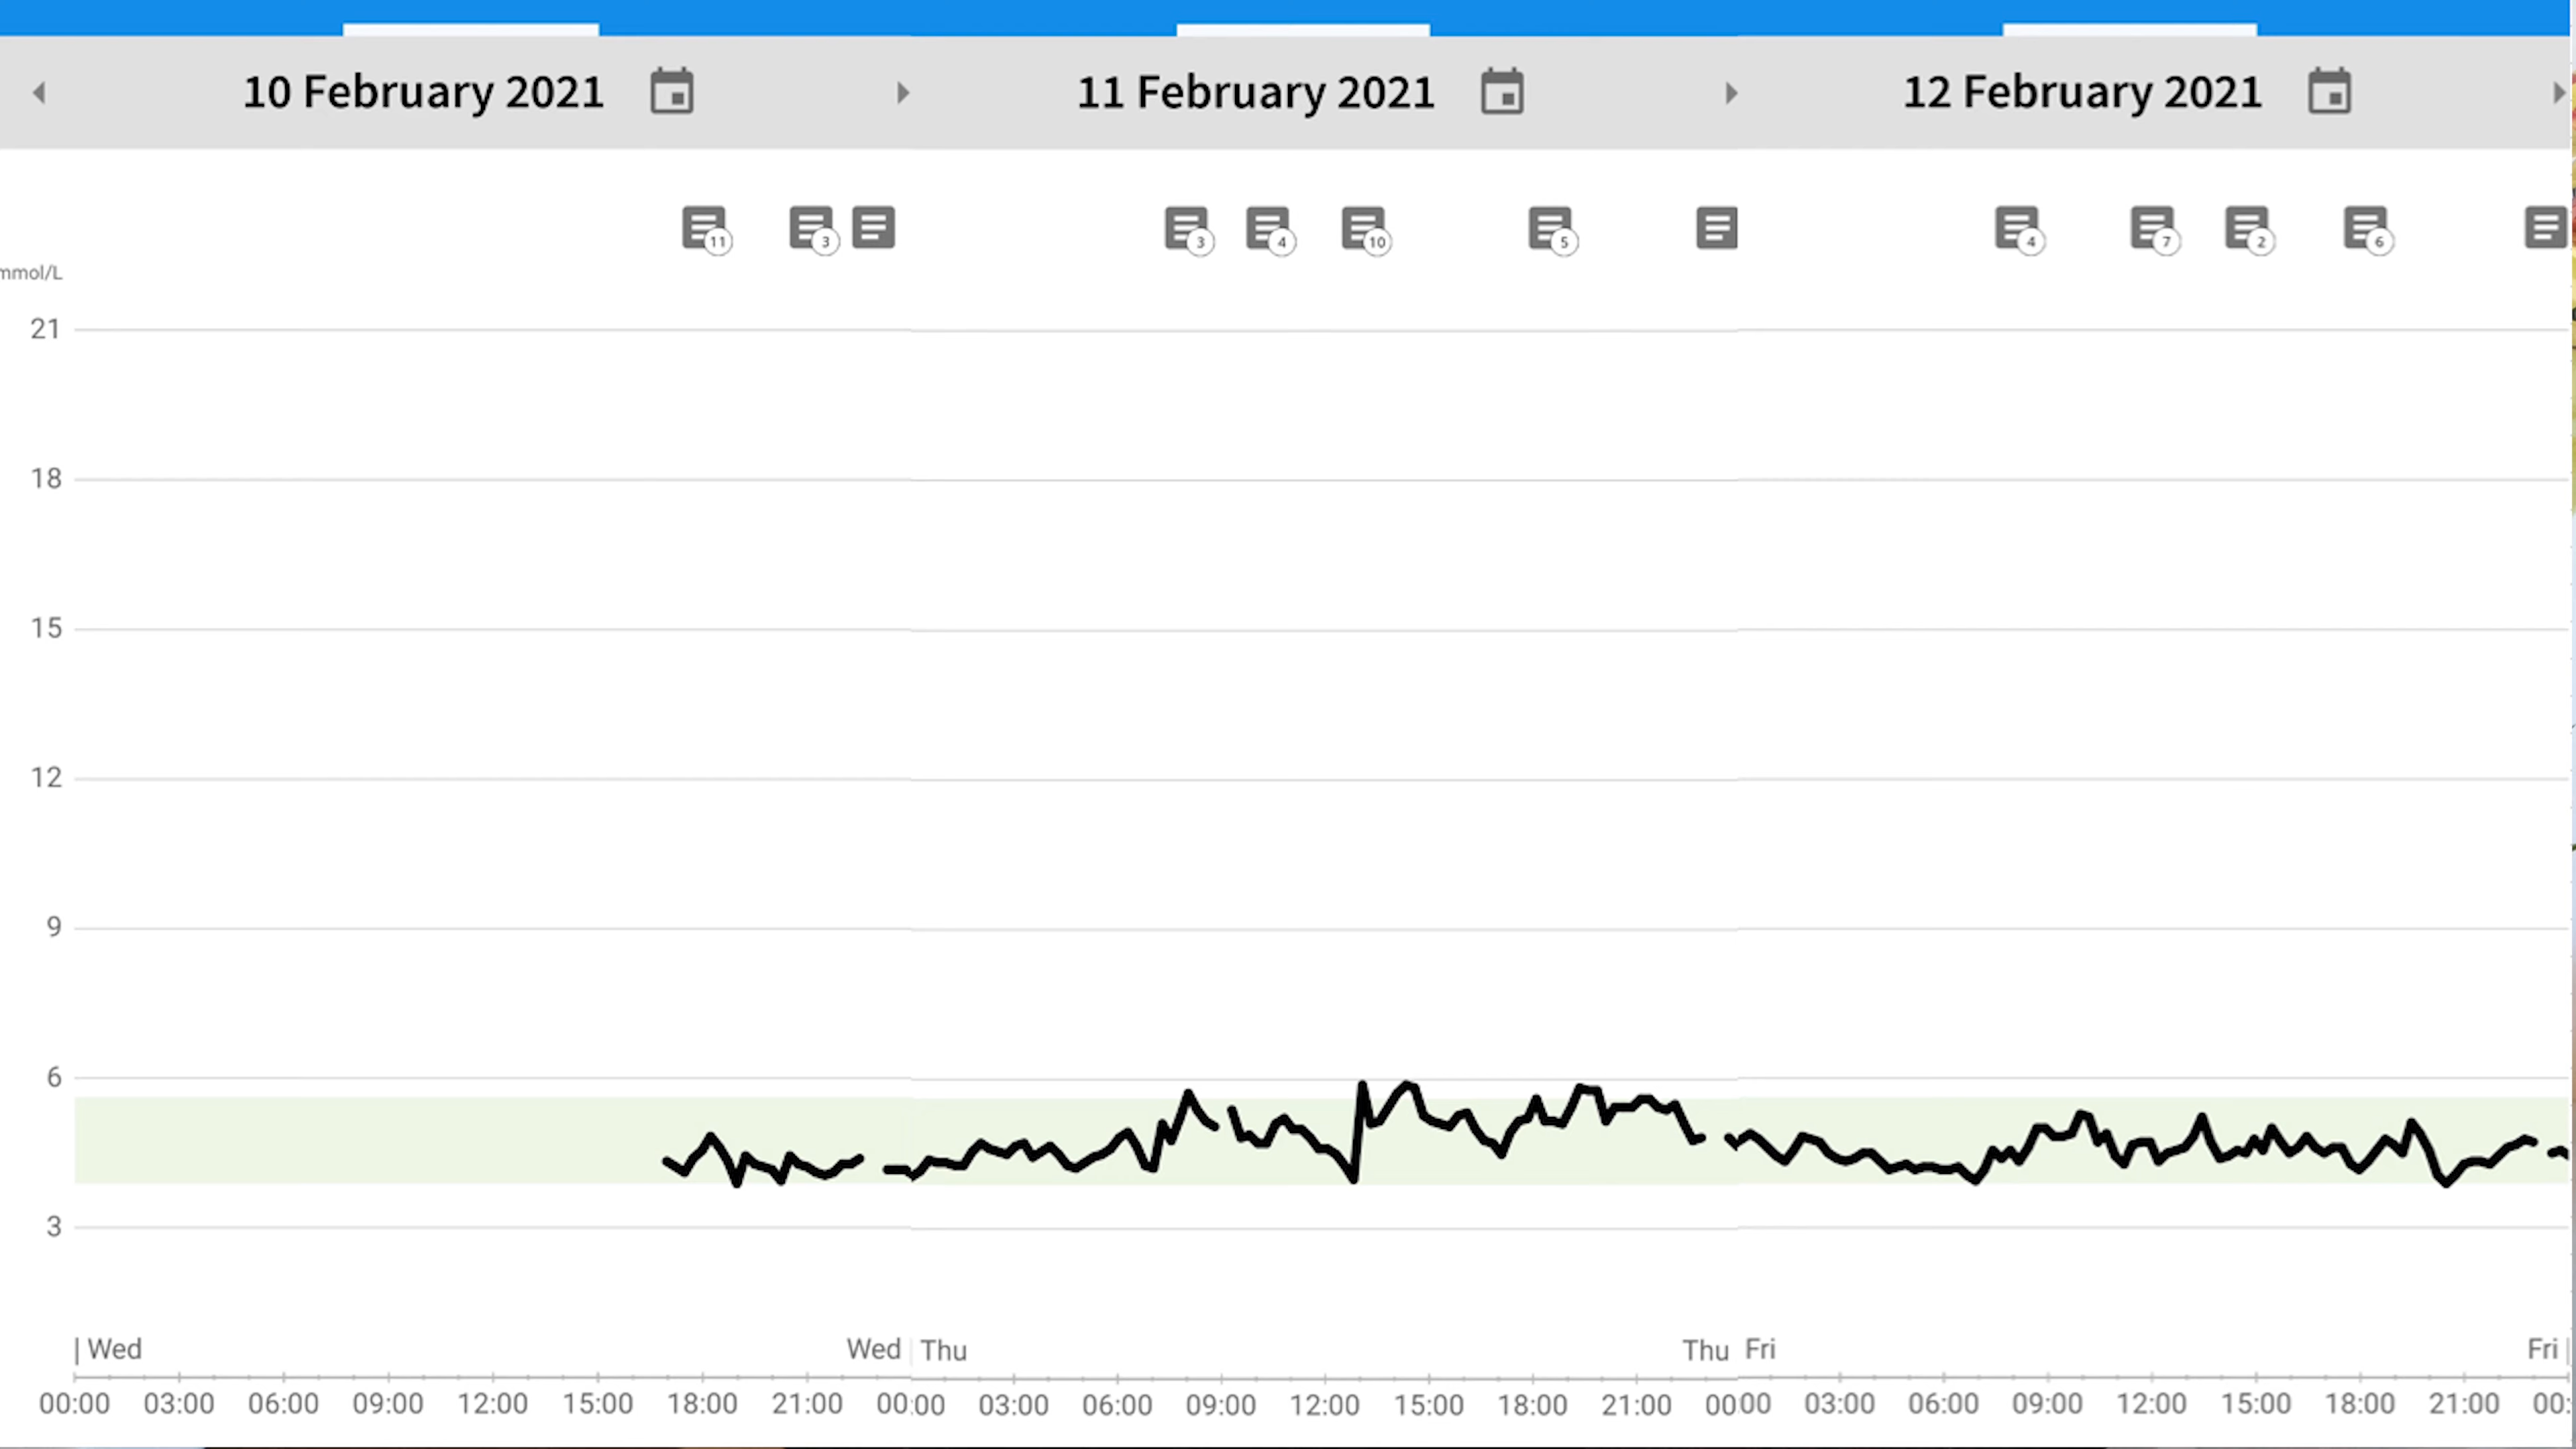 10 February 2021 11 February 2021 12 February 2021
11 3 3 4 10 5 4 7 2 6
mmol/L
21
18
15
12
9
6
3
| Wed Wed Thu Thu Fri Fri
00:00 03:00 06:00 09:00 12:00 15:00 18:00 21:00 00:00 03:00 06:00 09:00 12:00 15:00 18:00 21:00 0000 03:00 06:00 09:00 12:00 15:00 18:00 21:00 00: